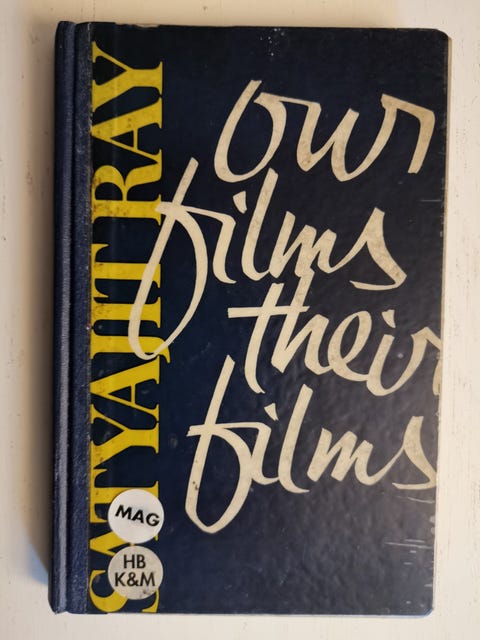 SATYAJIT RAY
our
films
their
films
MAG
HB
K&M